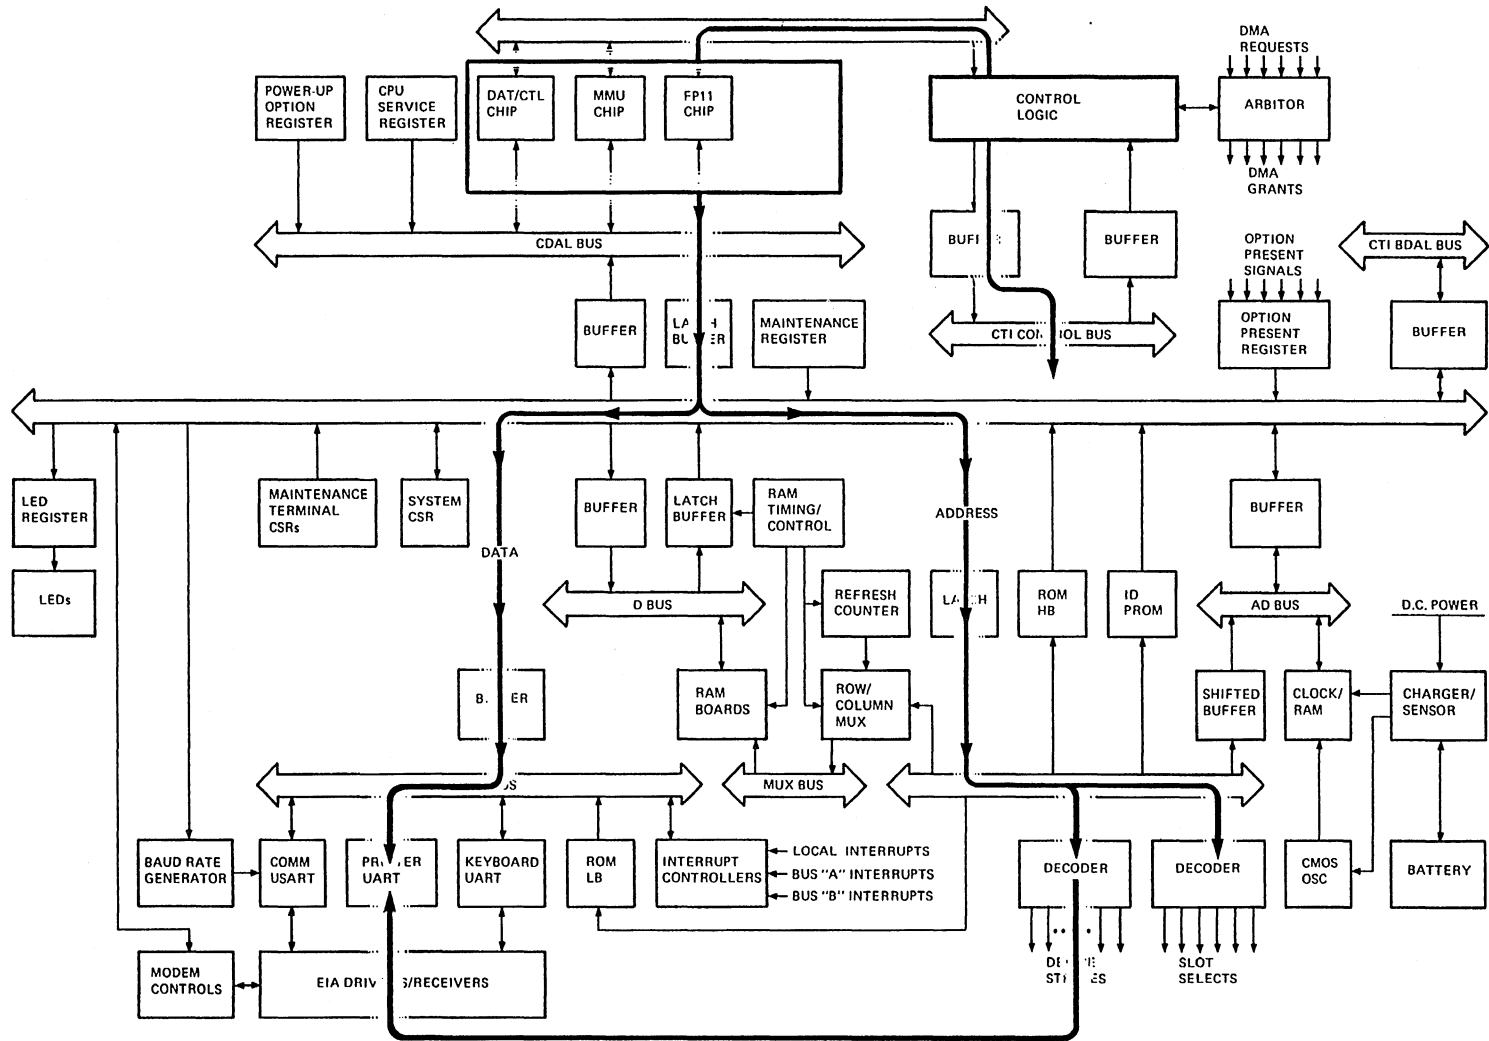 DMA
REQUESTS
POWER-UP
OPTION
REGISTER
CPU
SERVICE
REGISTER
DAT/CTL
CHIP
MMU
CHIP
FP11
CHIP
CONTROL
LOGIC
ARBITOR
DMA
GRANTS
CDAL BUS
BUFFER
OPTION
PRESENT
SIGNALS
CTI BDAL BUS
BUFFER
MAINTENANCE
REGISTER
CTI BUS
OPTION
PRESENT
REGISTER
BUFFER
LED
REGISTER
MAINTENANCE
TERMINAL
CSRs
SYSTEM
CSR
BUFFER
LATCH
BUFFER
RAM
TIMING/
CONTROL
ADDRESS
BUFFER
DATA
LEDs
D BUS
REFRESH
COUNTER
ROM
HB
ID
PROM
AD BUS
D.C. POWER
RAM
BOARDS
ROW/
COLUMN
MUX
SHIFTED
BUFFER
CLOCK/
RAM
CHARGER/
SENSOR
MUX BUS
BAUD RATE
GENERATOR
COMM
USART
UART
KEYBOARD
UART
ROM
LB
INTERRUPT
CONTROLLERS
LOCAL INTERRUPTS
BUS "A" INTERRUPTS
BUS "B" INTERRUPTS
DECODER
DECODER
CMOS
OSC
BATTERY
MODEM
CONTROLS
EIA
SLOT
SELECTS